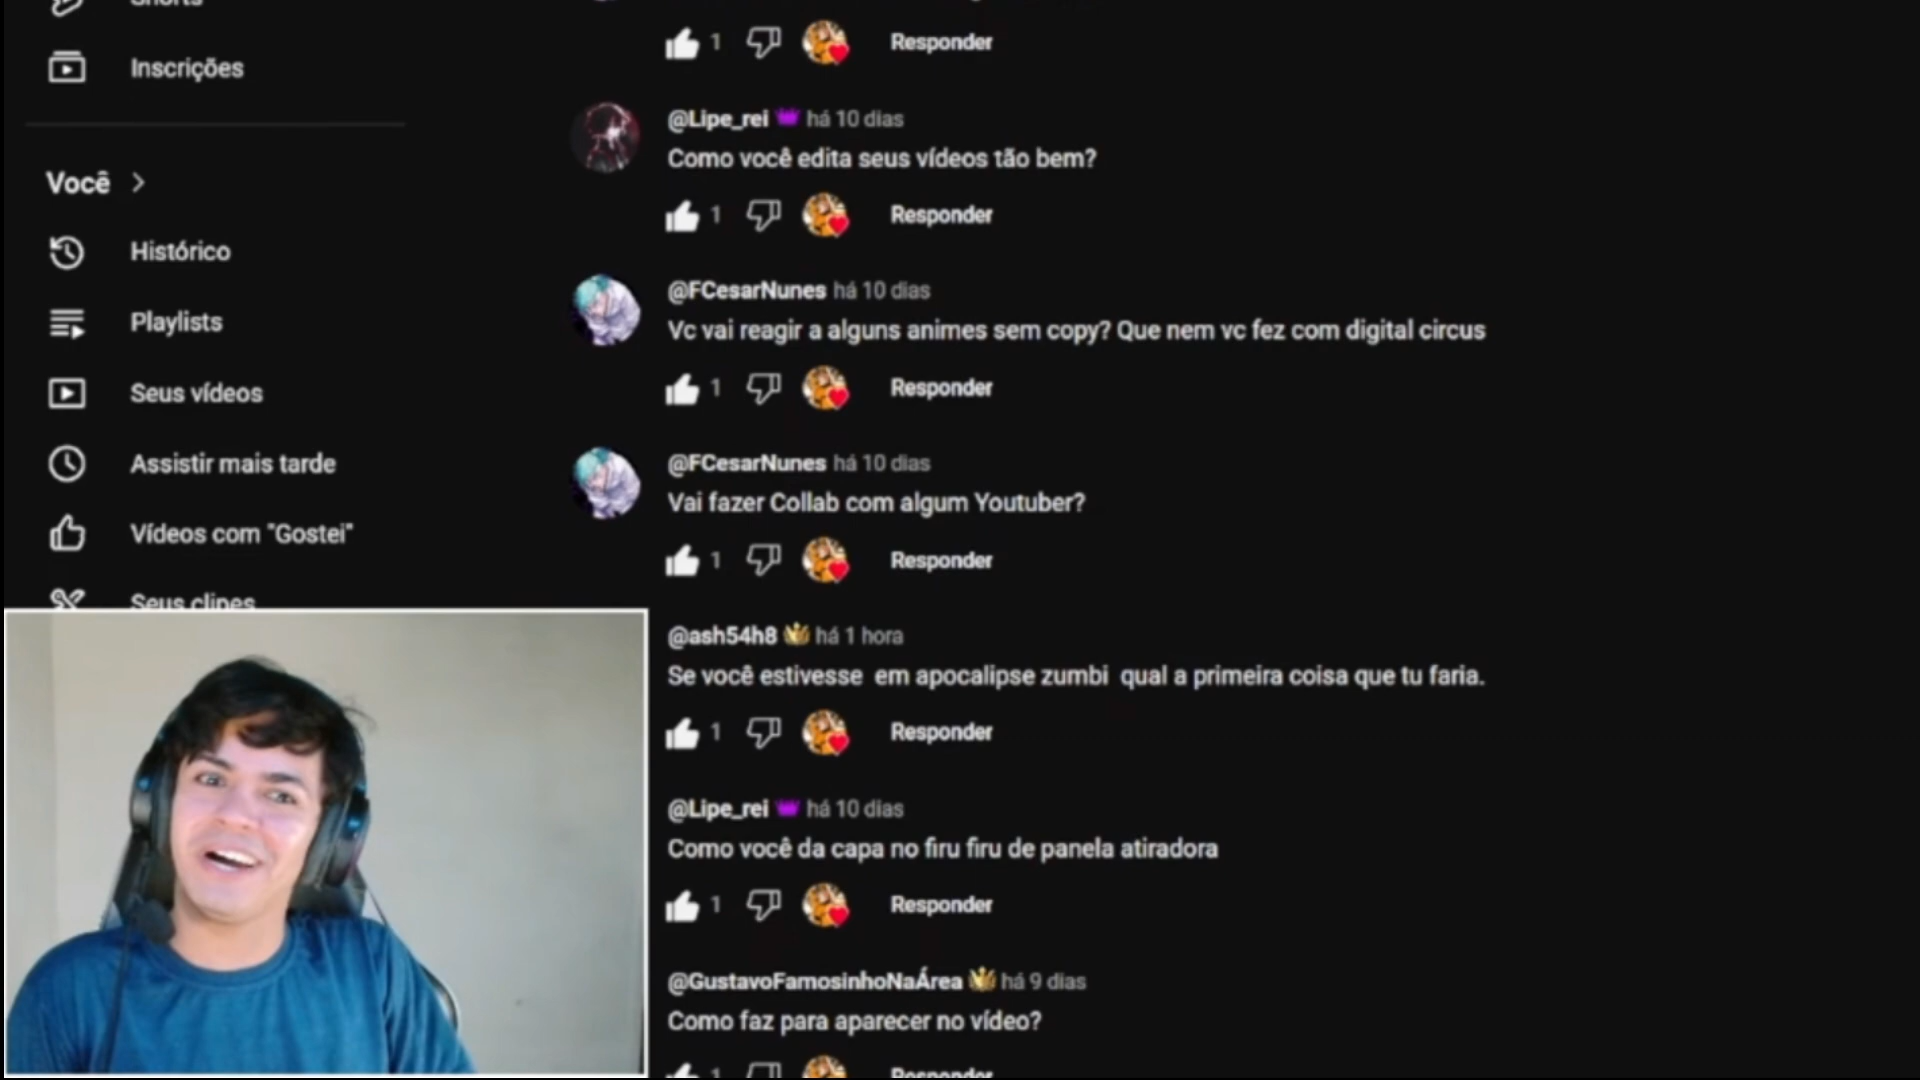 Shorts
Inscrições
Você
Histórico
Playlists
Seus vídeos
Assistir mais tarde
Vídeos com "Gostei"
Seus clipes
1 Responder
@Lipe_rei há 10 dias
Como você edita seus vídeos tão bem?
1 Responder
@FCesarNunes há 10 dias
Vc vai reagir a alguns animes sem copy? Que nem vc fez com digital circus
1 Responder
@FCesarNunes há 10 dias
Vai fazer Collab com algum Youtuber?
1 Responder
@ash54h8 há 1 hora
Se você estivesse em apocalipse zumbi qual a primeira coisa que tu faria.
1 Responder
@Lipe_rei há 10 dias
Como você da capa no firu firu de panela atiradora
1 Responder
@GustavoFamosinhoNaÁrea há 9 dias
Como faz para aparecer no vídeo?
1 Responder